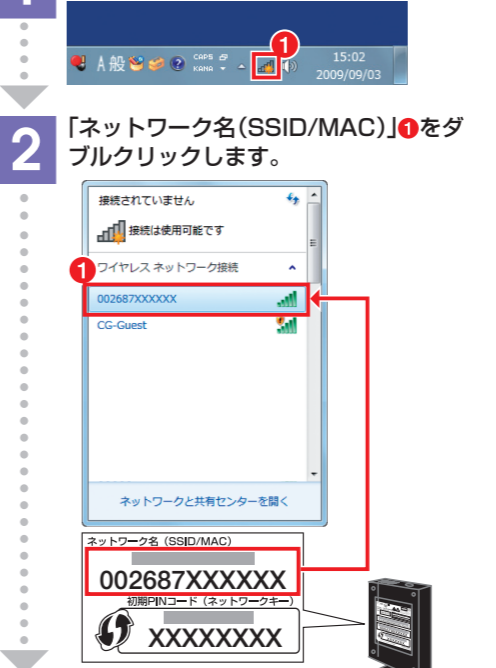 1
A 般 CAPS KANA 15:02
2009/09/03
2
「ネットワーク名(SSID/MAC)」1をダ
ブルクリックします。
接続されていません
接続は使用可能です
1
ワイヤレス ネットワーク接続
002687XXXXXX
CG-Guest
ネットワークと共有センターを開く
ネットワーク名(SSID/MAC)
002687XXXXXX
初期PINコード(ネットワークキー)
XXXXXXXX